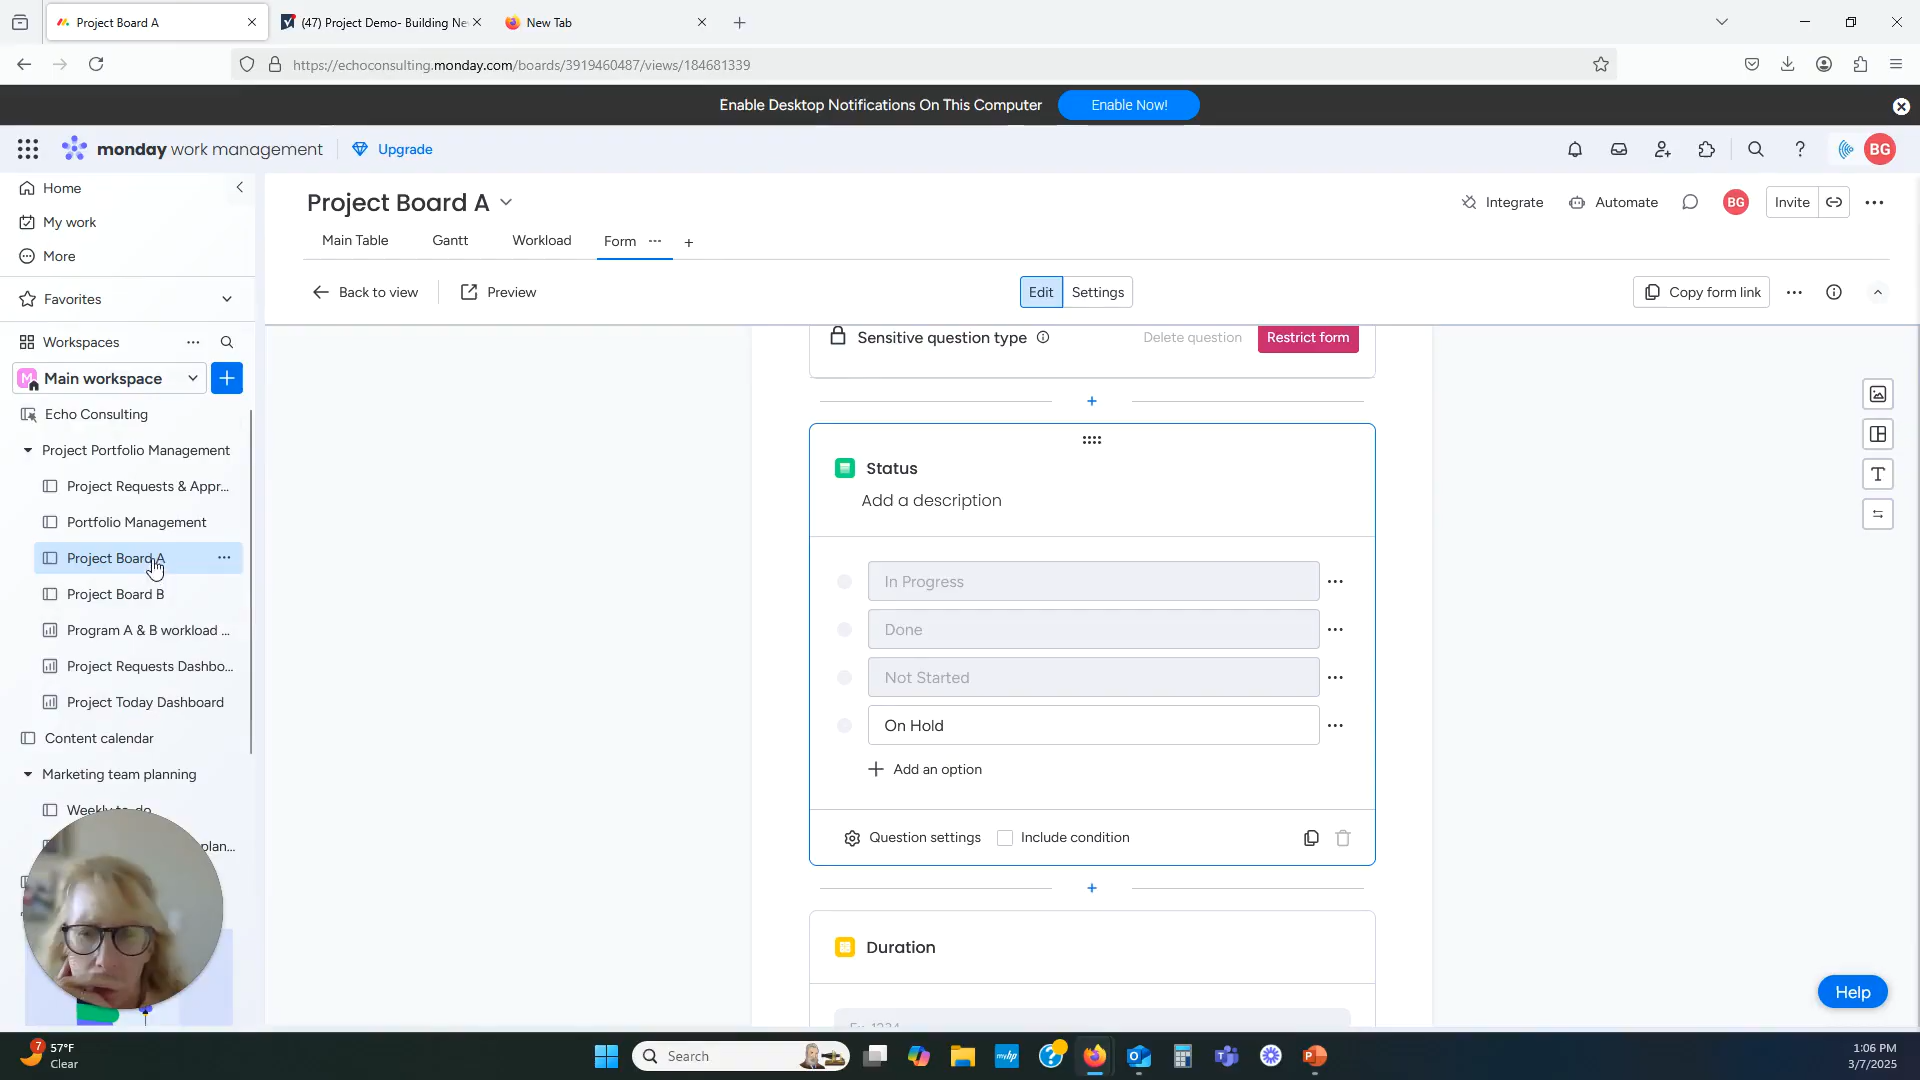 Project Board A
(47) Project Demo- Building Ne
New Tab
https://echoconsulting.monday.com/boards/3919460487/views/184681339
Enable Desktop Notifications On This Computer
Enable Now!
monday work management
Upgrade
BG
Home
My work
More
Favorites
Workspaces
M
Main workspace
Echo Consulting
Project Portfolio Management
Project Requests & Appr...
Portfolio Management
Project Board A
Project Board B
Program A & B workload ...
Project Requests Dashbo...
Project Today Dashboard
Content calendar
Marketing team planning
Weekly to-do
plan...
Project Board A
Integrate
Automate
BG
Invite
Main Table
Gantt
Workload
Form
Back to view
Preview
Edit
Settings
Copy form link
Sensitive question type
Delete question
Restrict form
Status
Add a description
In Progress
Done
Not Started
On Hold
Add an option
Question settings
Include condition
Duration
Help
7
57°F
Clear
Search
myhp
1:06 PM
3/7/2025